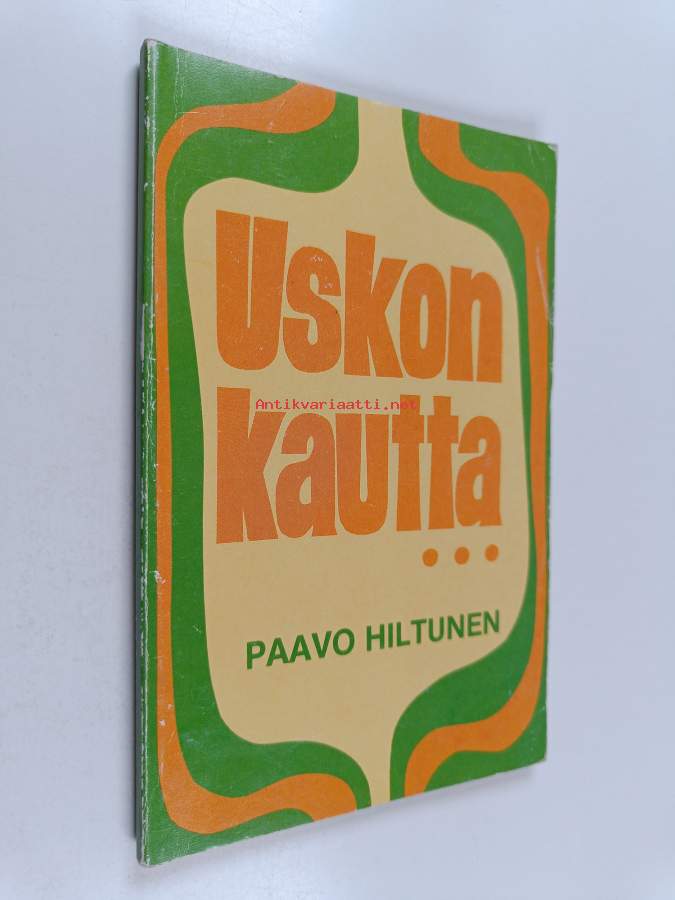 Uskon
Antikvariaatti.net
kautta
...
PAAVO HILTUNEN